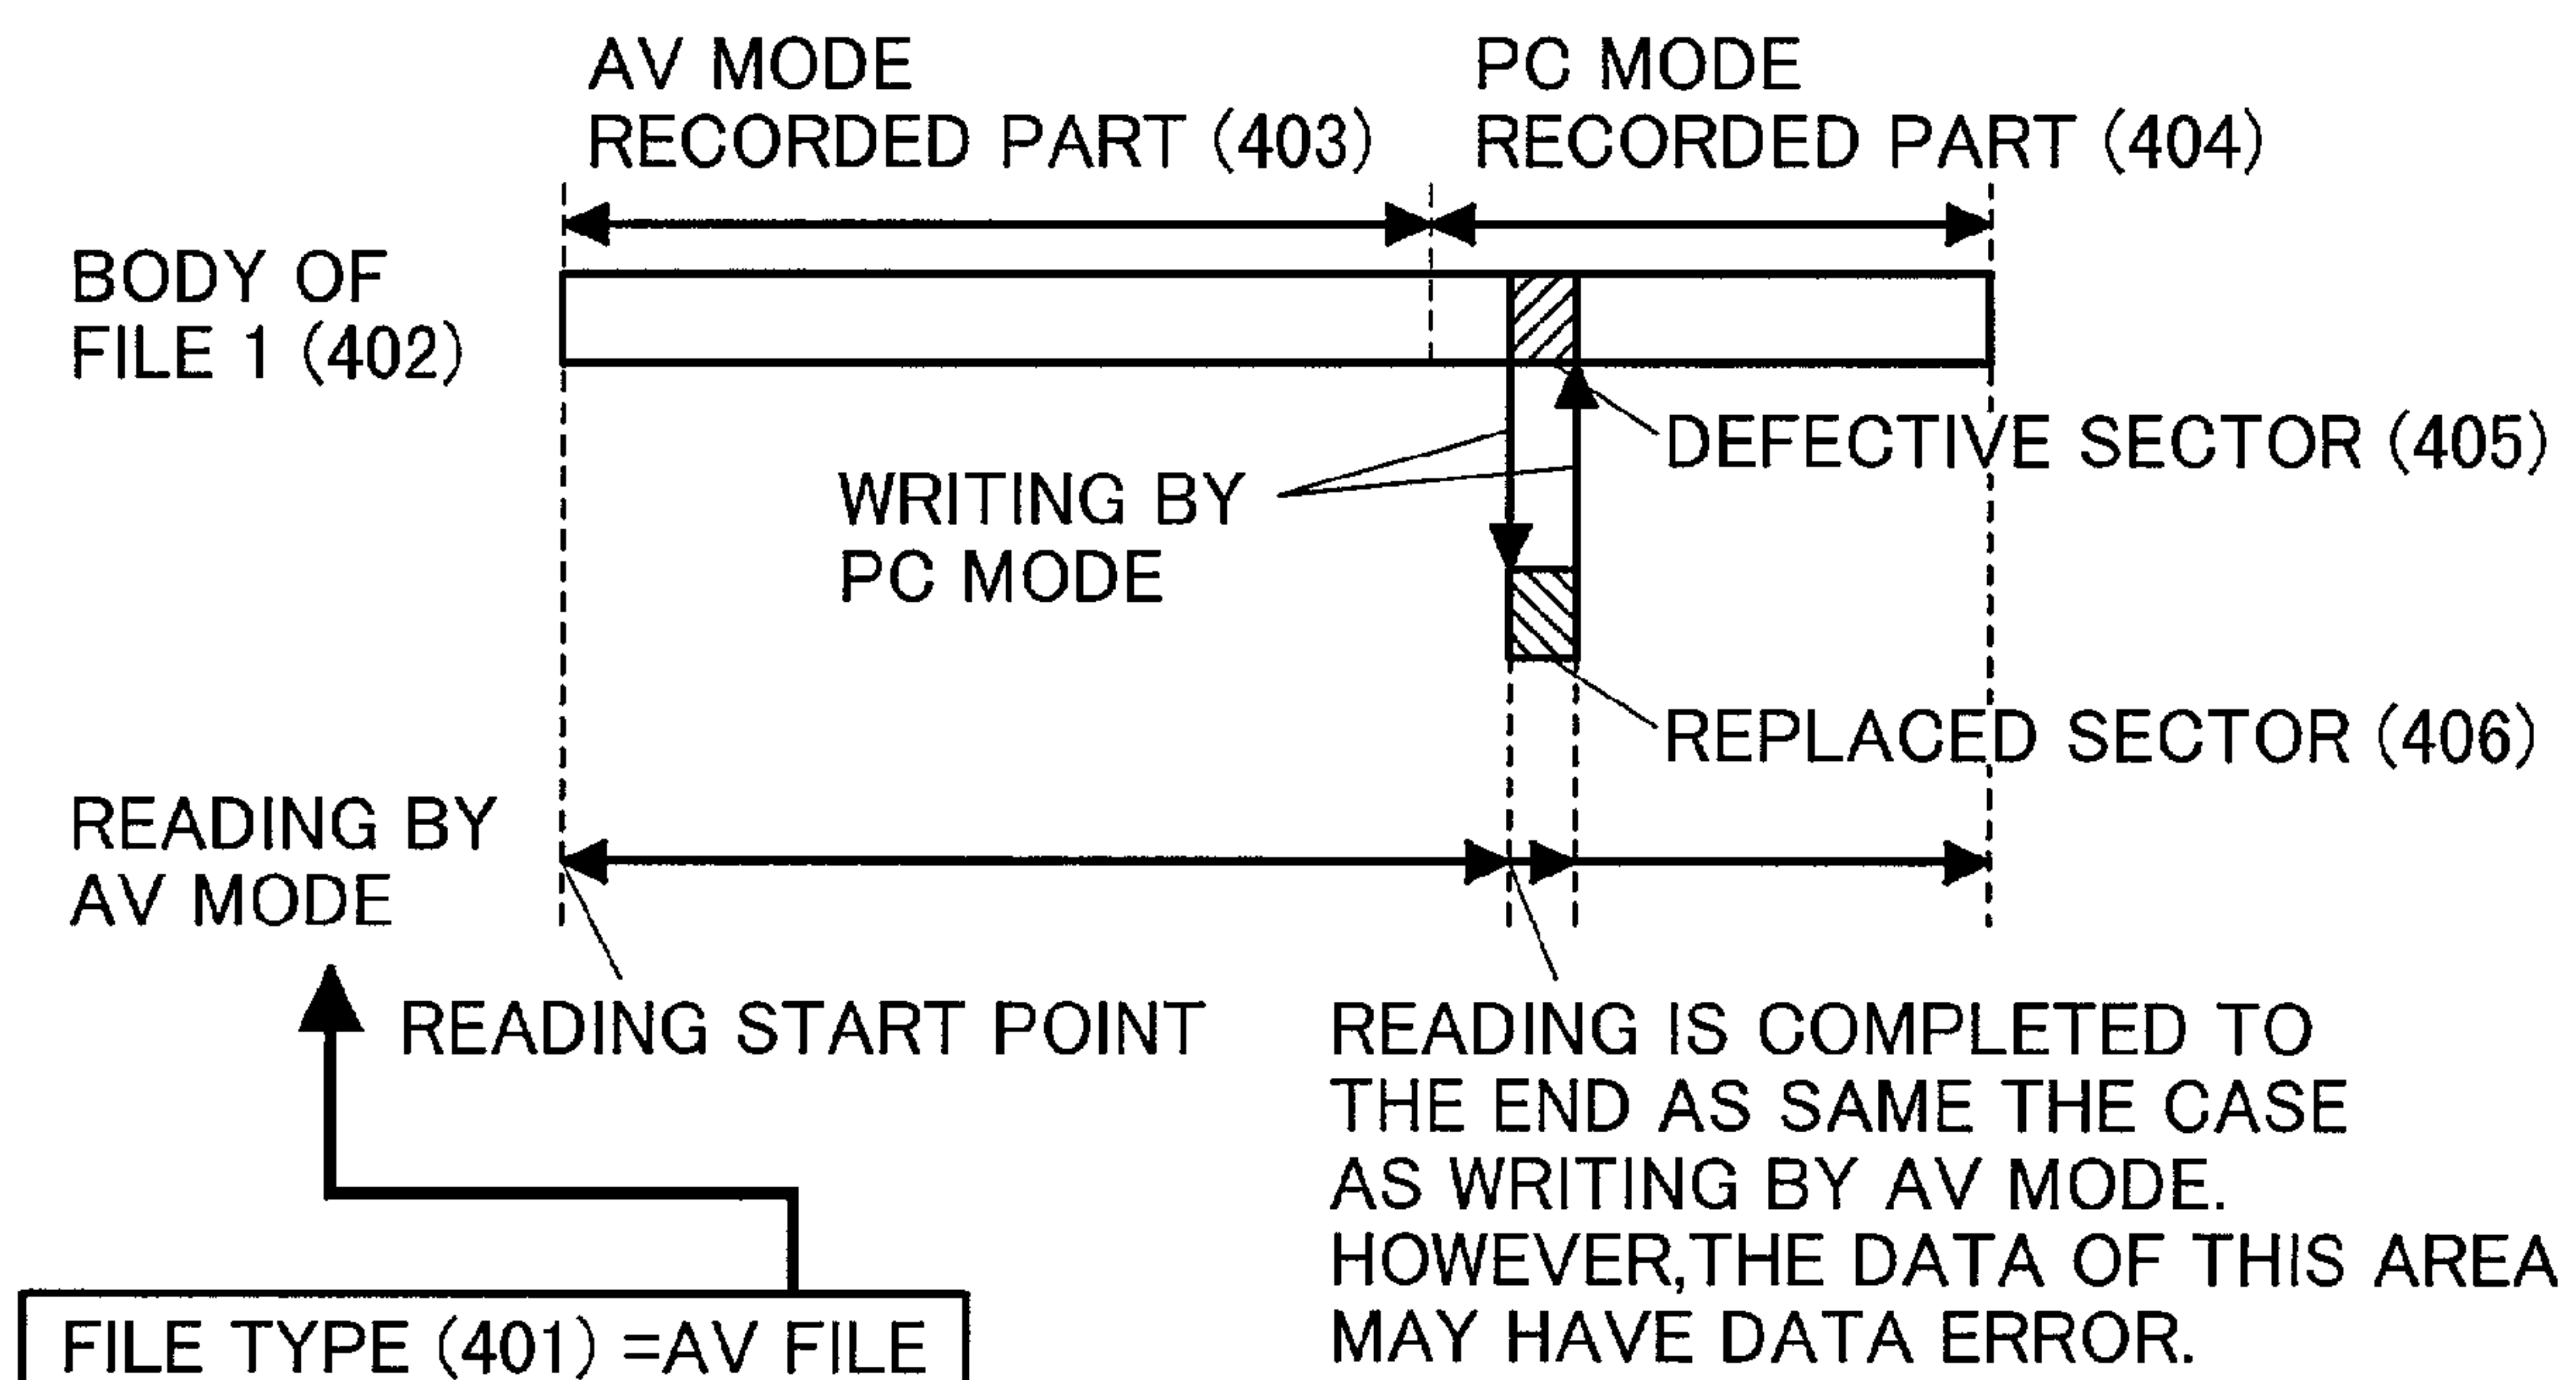 AV MODE
RECORDED PART (403)
PC MODE
RECORDED PART (404)
BODY OF
FILE 1 (402)
DEFECTIVE SECTOR (405)
WRITING BY
PC MODE
REPLACED SECTOR (406)
READING BY
AV MODE
READING START POINT
READING IS COMPLETED TO
THE END AS SAME THE CASE
AS WRITING BY AV MODE.
HOWEVER,THE DATA OF THIS AREA
MAY HAVE DATA ERROR.
FILE TYPE (401) =AV FILE